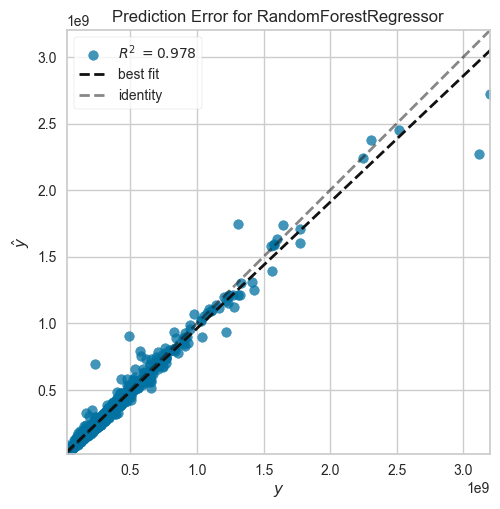 Prediction Error for RandomForestRegressor
1e9
R² = 0.978
best fit
identity
3.0
2.5
2.0
1.5
1.0
0.5
ŷ
0.5 1.0 1.5 2.0 2.5 3.0
1e9
y